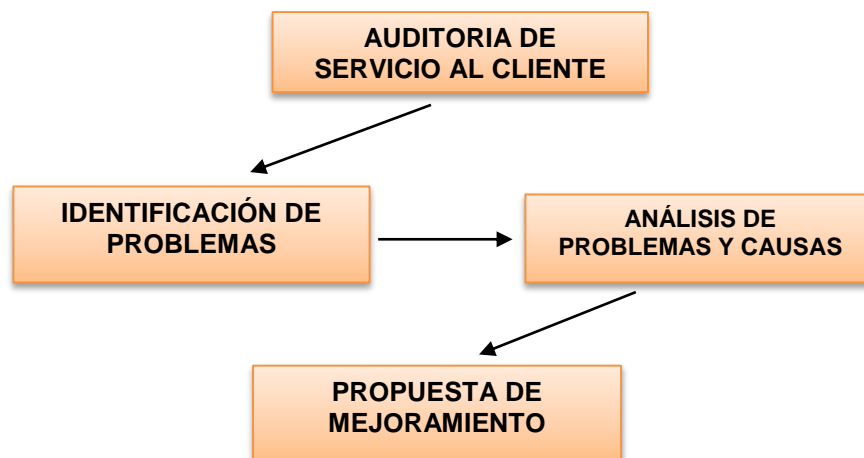 AUDITORIA DE
SERVICIO AL CLIENTE
IDENTIFICACIÓN DE
PROBLEMAS
ANÁLISIS DE
PROBLEMAS Y CAUSAS
PROPUESTA DE
MEJORAMIENTO